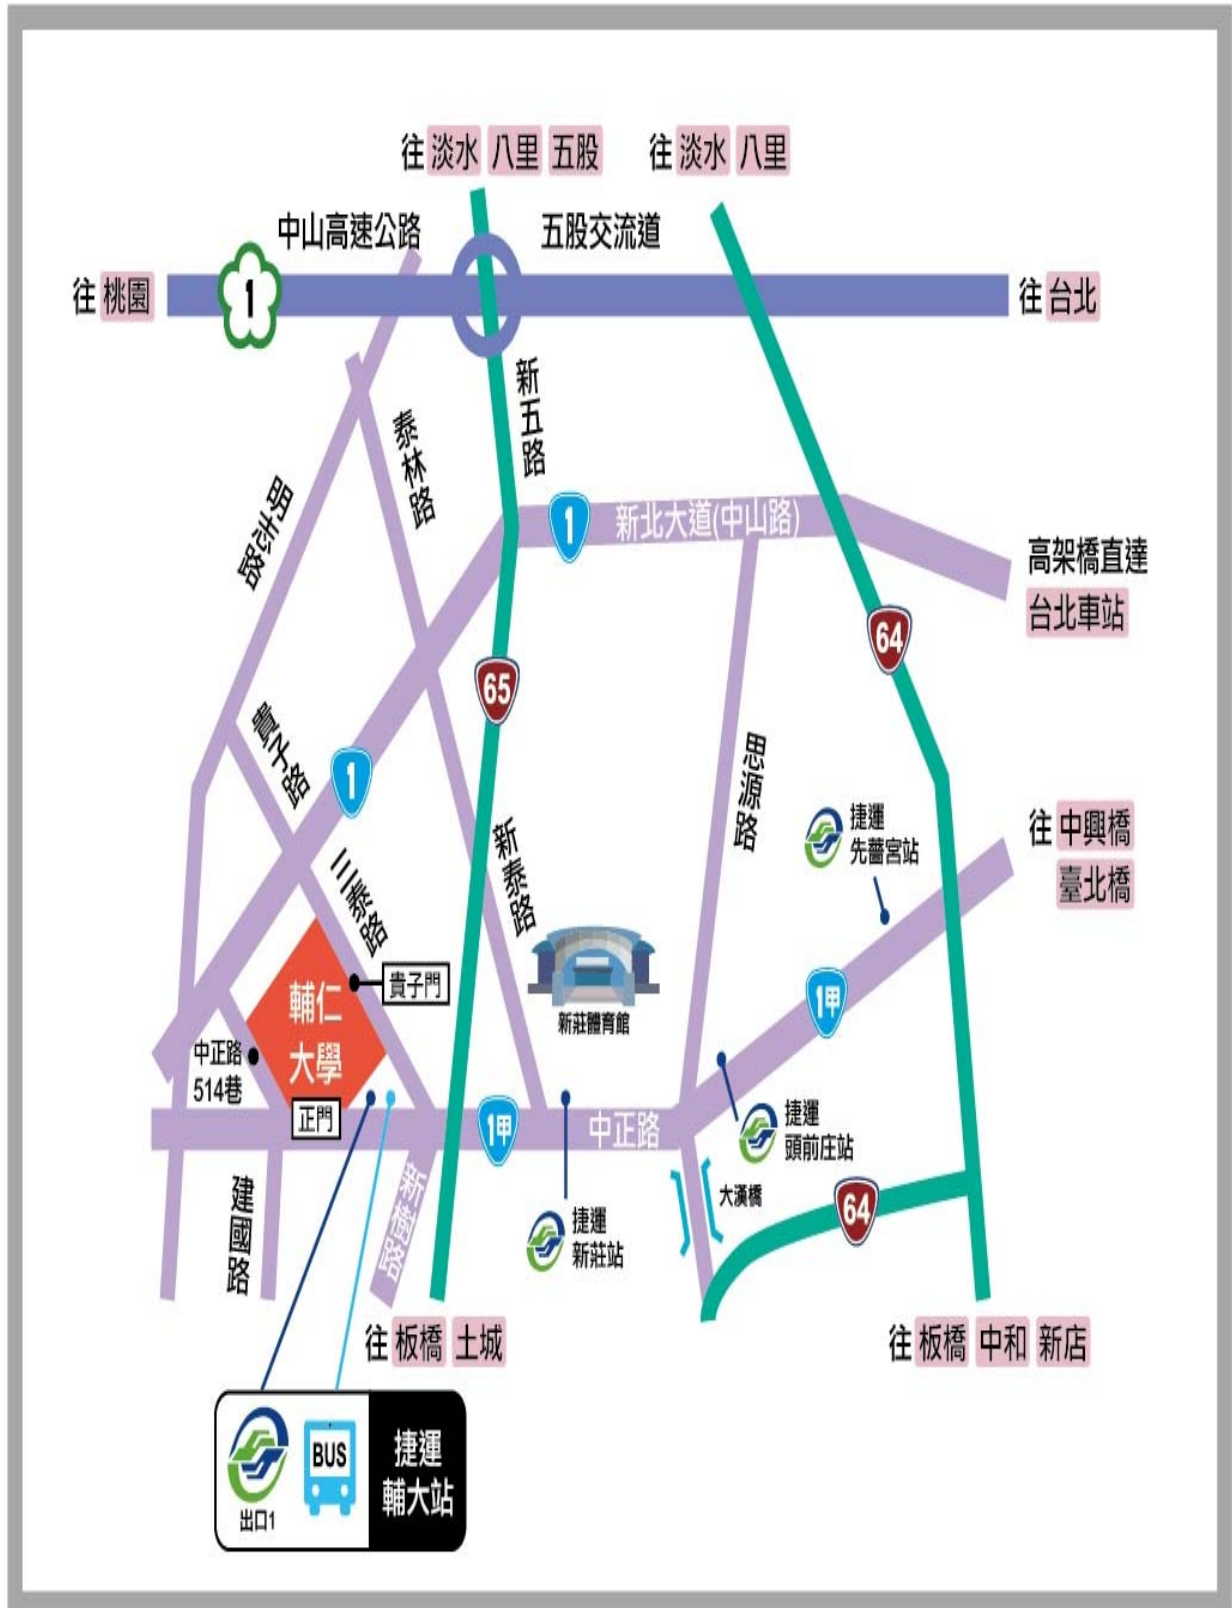 往 淡水 八里 五股
往 淡水 八里
中山高速公路
五股交流道
往 桃園
1
往 台北
新五路
泰林路
明志路
1
新北大道(中山路)
高架橋直達
台北車站
64
65
貴子路
1
思源路
捷運
先嗇宮站
往 中興橋
臺北橋
新泰路
三泰路
貴子門
輔仁
大學
新莊體育館
1甲
中正路
514巷
正門
1甲
中正路
捷運
頭前庄站
建國路
新樹路
捷運
新莊站
大漢橋
64
往 板橋 土城
往 板橋 中和 新店
BUS
出口1
捷運
輔大站